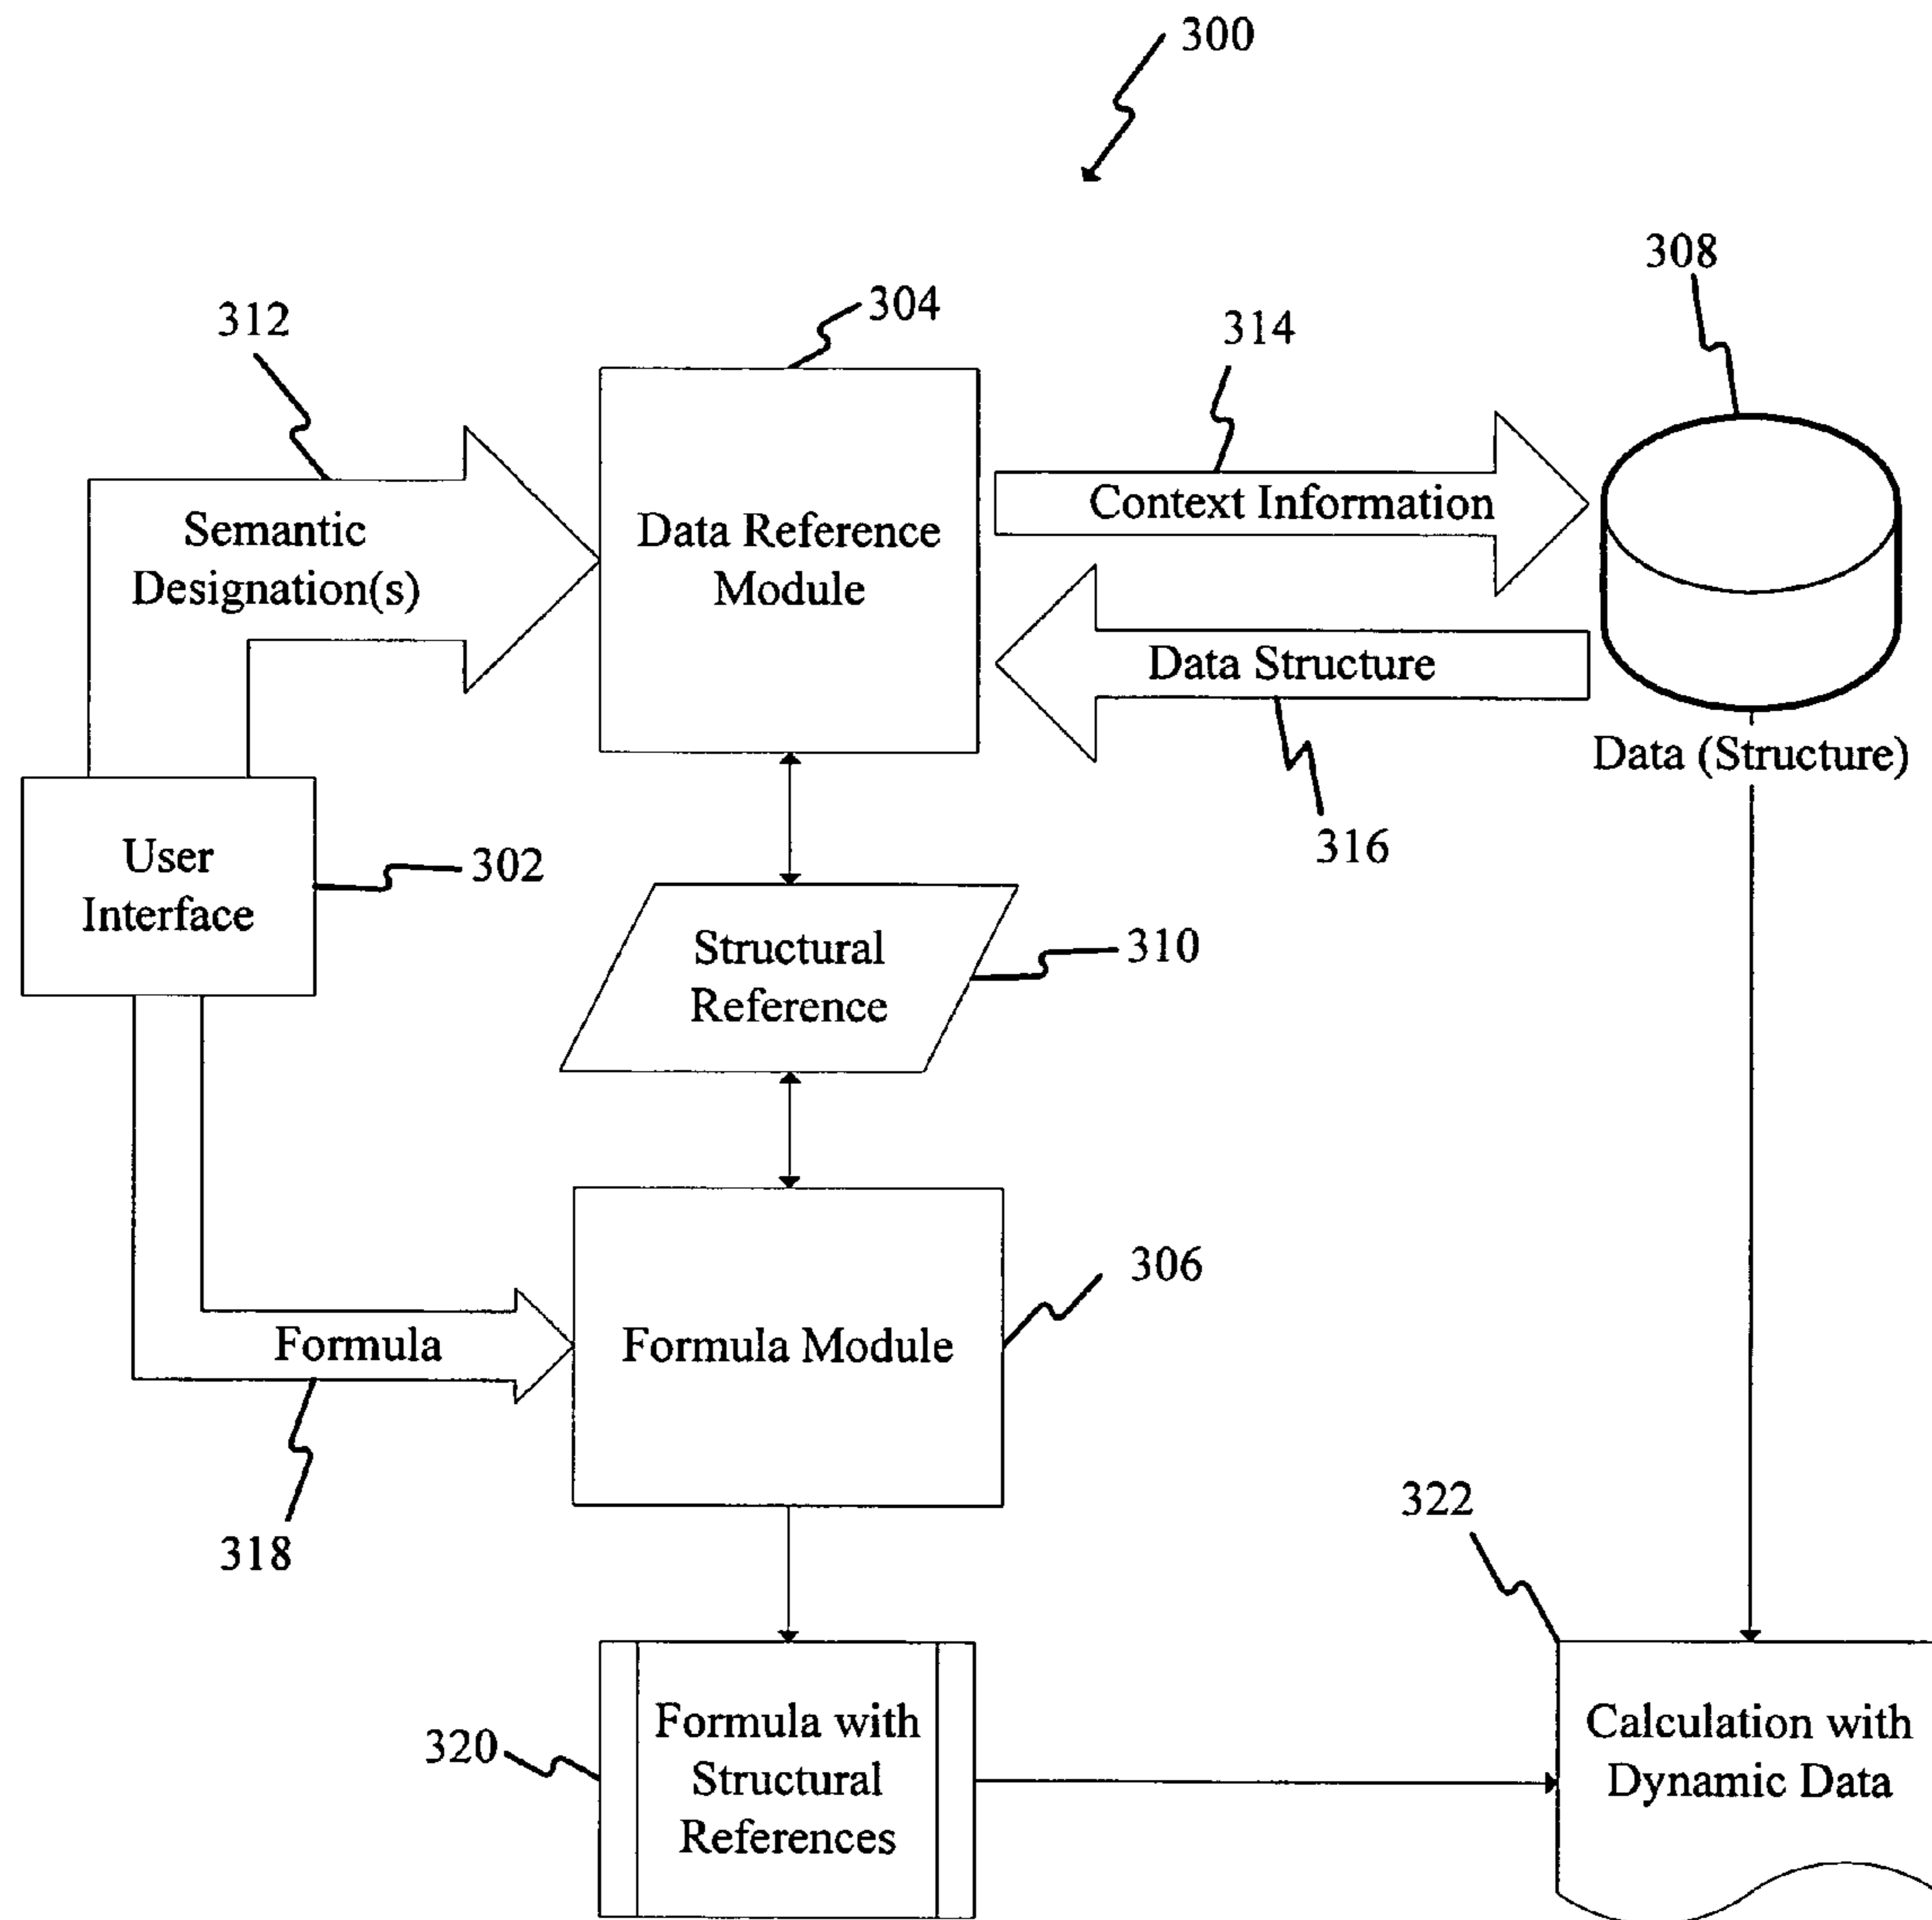 300
308
304
312
314
Semantic
Designation(s)
Data Reference
Module
Context Information
Data Structure
Data (Structure)
316
User
Interface
302
Structural
Reference
310
306
Formula
Formula Module
318
322
320
Formula with
Structural
References
Calculation with
Dynamic Data